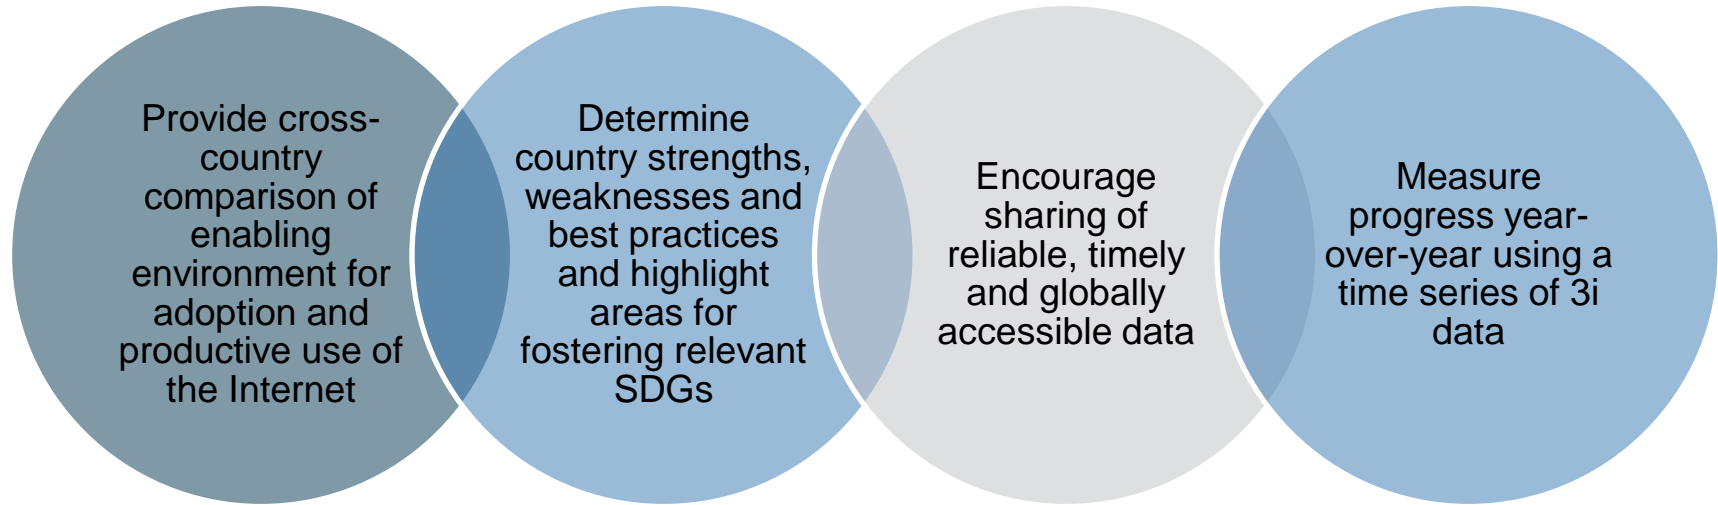 Provide cross-
country
comparison of
enabling
environment for
adoption and
productive use of
the Internet
Determine
country strengths,
weaknesses and
best practices
and highlight
areas for
fostering relevant
SDGs
Encourage
sharing of
reliable, timely
and globally
accessible data
Measure
progress year-
over-year using a
time series of 3i
data